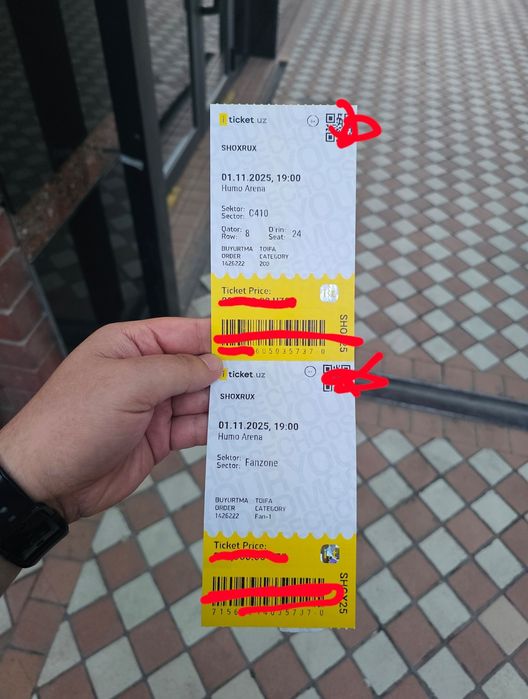 iticket.uz
SHOXRUX
01.11.2025, 19:00
Humo Arena
Sektor:
Sector: C410
Qator: O'rin:
Row: 8 Seat: 24
BUYURTMA TOIFA
ORDER CATEGORY
1426222 200
Ticket Price:
SHOX25
iticket.uz
SHOXRUX
01.11.2025, 19:00
Humo Arena
Sektor:
Sector: Fanzone
BUYURTMA TOIFA
ORDER CATEGORY
1426222 Fan-1
Ticket Price:
SHOX25